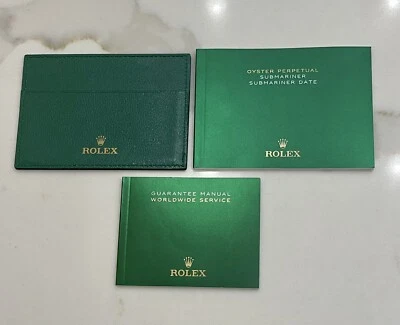 ROLEX
OYSTER PERPETUAL
SUBMARINER
SUBMARINER DATE
ROLEX
GUARANTEE MANUAL
WORLDWIDE SERVICE
ROLEX